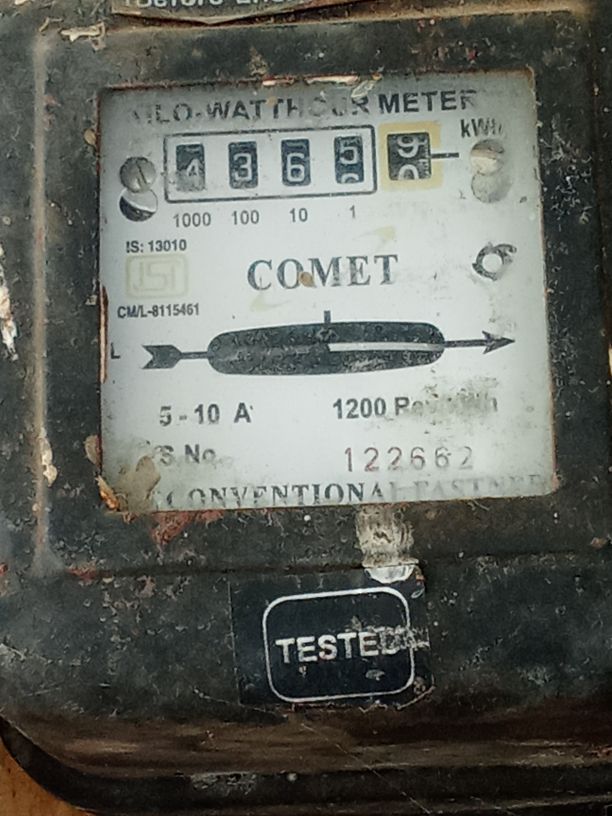 KILO-WATTHOUR METER
kWh
4 3 6 5 9
1000 100 10 1
IS: 13010
ISI
COMET
CM/L-8115461
L
5-10 A 1200 Rev/kWh
S.No. 122662
CONVENTIONAL FASTNER
TESTED